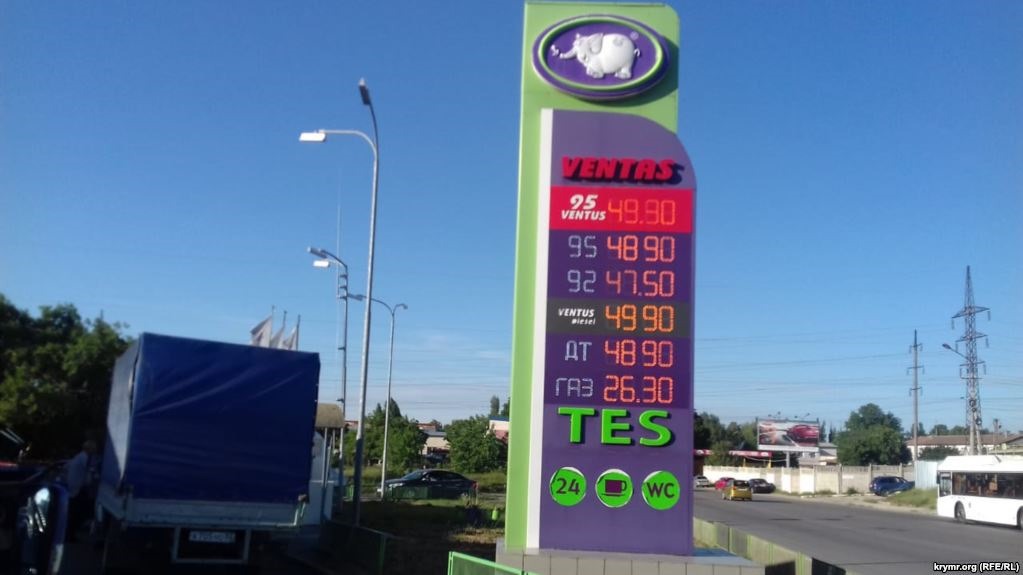 ®
VENTAS
95 VENTUS 49.90
95 48.90
92 47.50
VENTUS Diesel 49.90
ДТ 48.90
ГАЗ 26.30
TES
24 WC
krymr.org (RFE/RL)